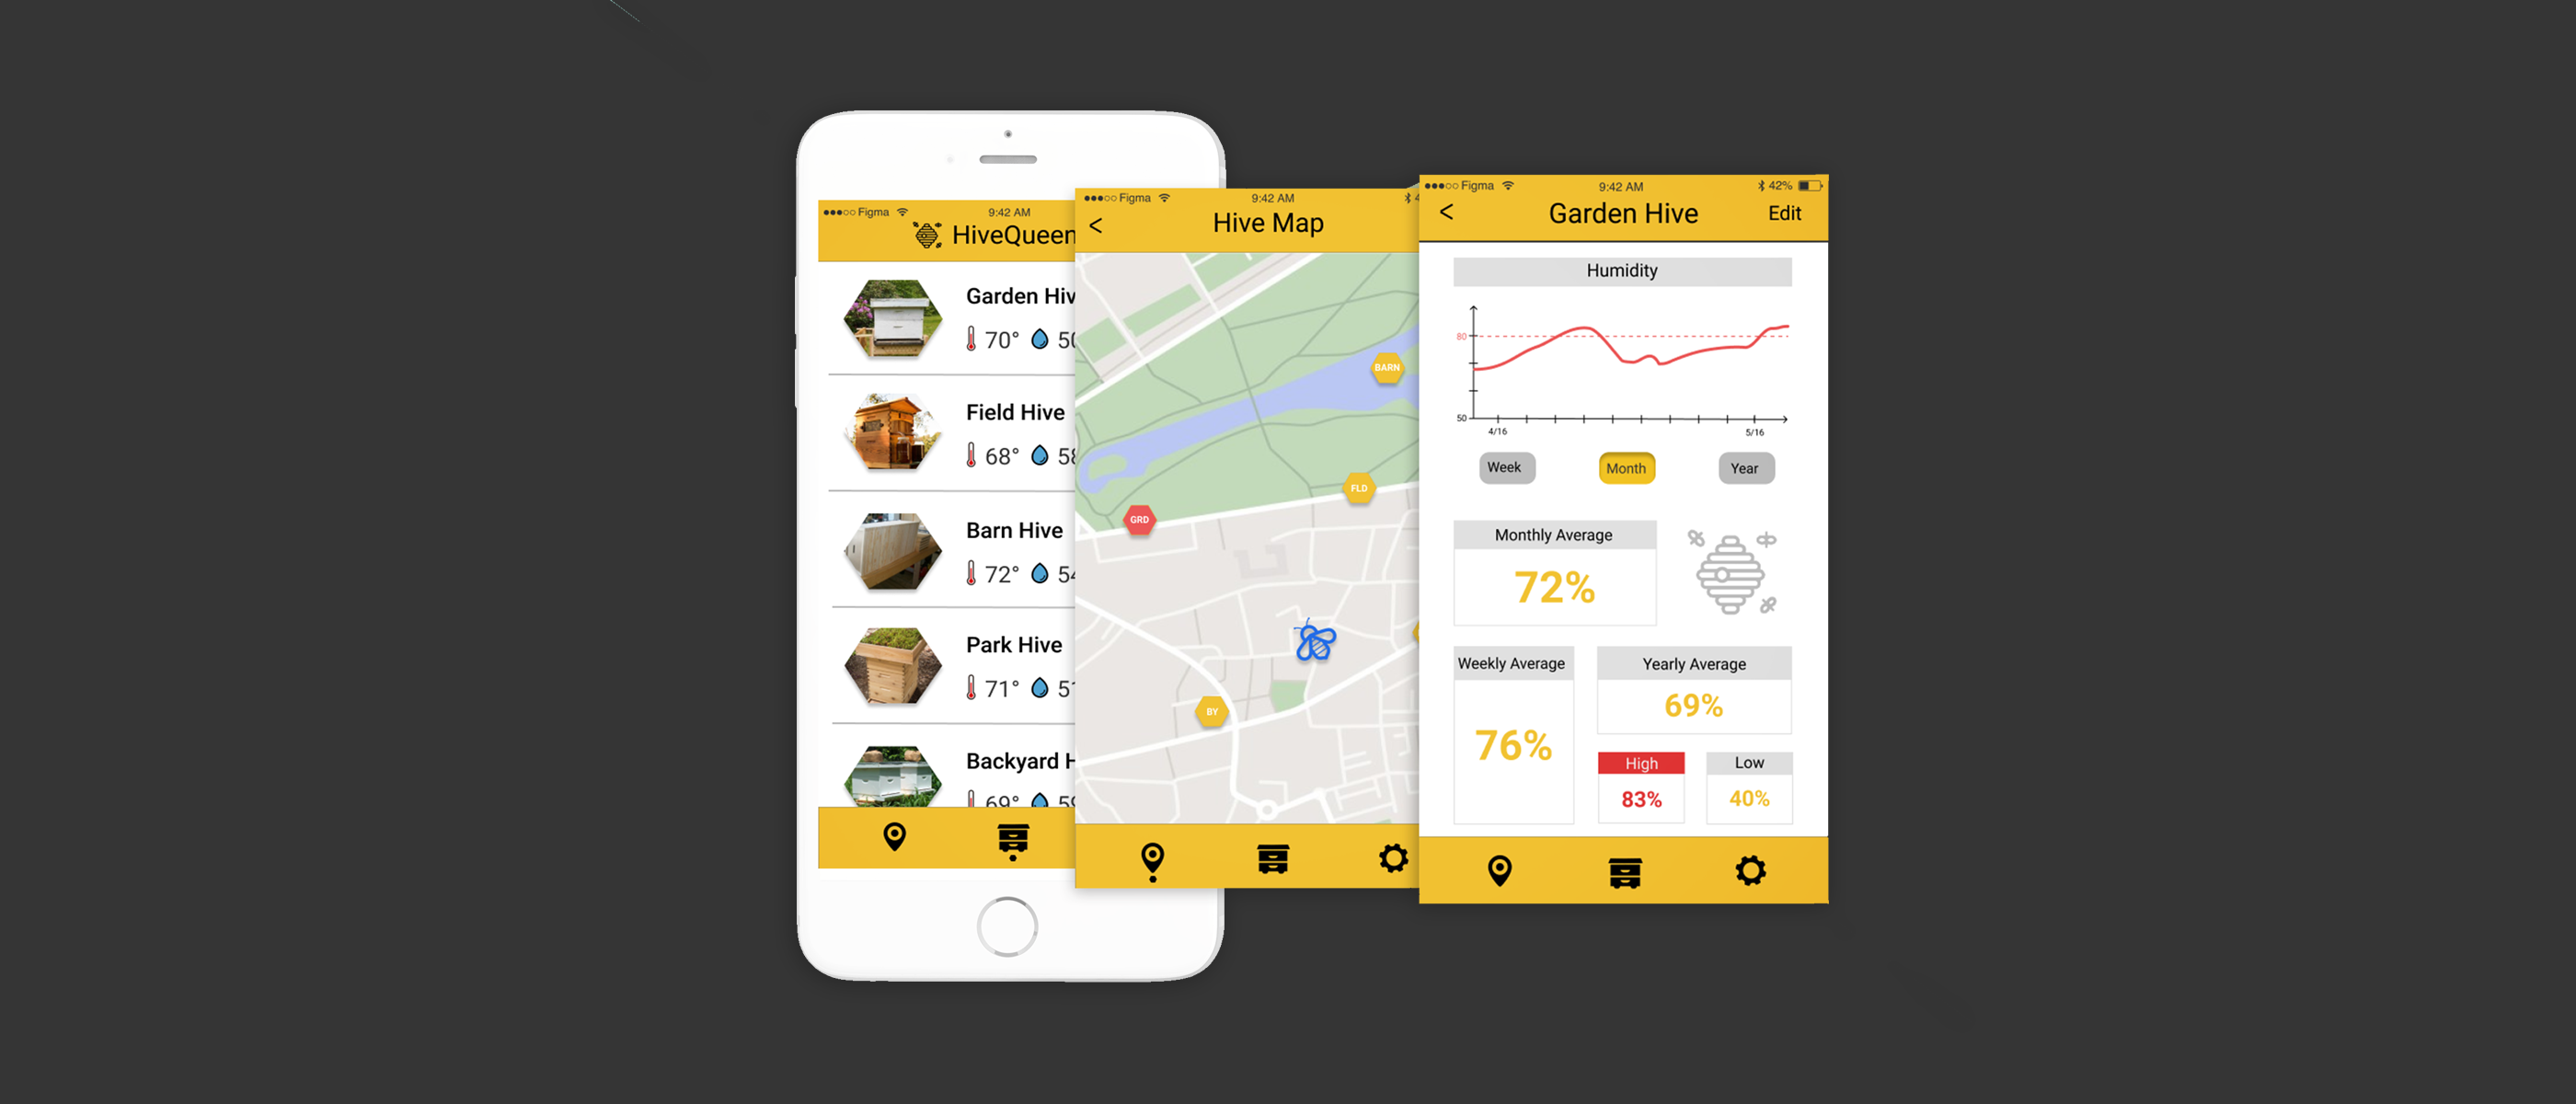 Figma
9:42 AM
HiveQueen
Garden Hiv
70° 50
Field Hive
68° 58
Barn Hive
72° 54
Park Hive
71° 51
Backyard H
69° 59
Figma
9:42 AM
<
Hive Map
BARN
FLD
GRD
BY
Figma
9:42 AM
42%
<
Garden Hive
Edit
Humidity
80
50
4/16
5/16
Week
Month
Year
Monthly Average
72%
Weekly Average
76%
Yearly Average
69%
High
83%
Low
40%